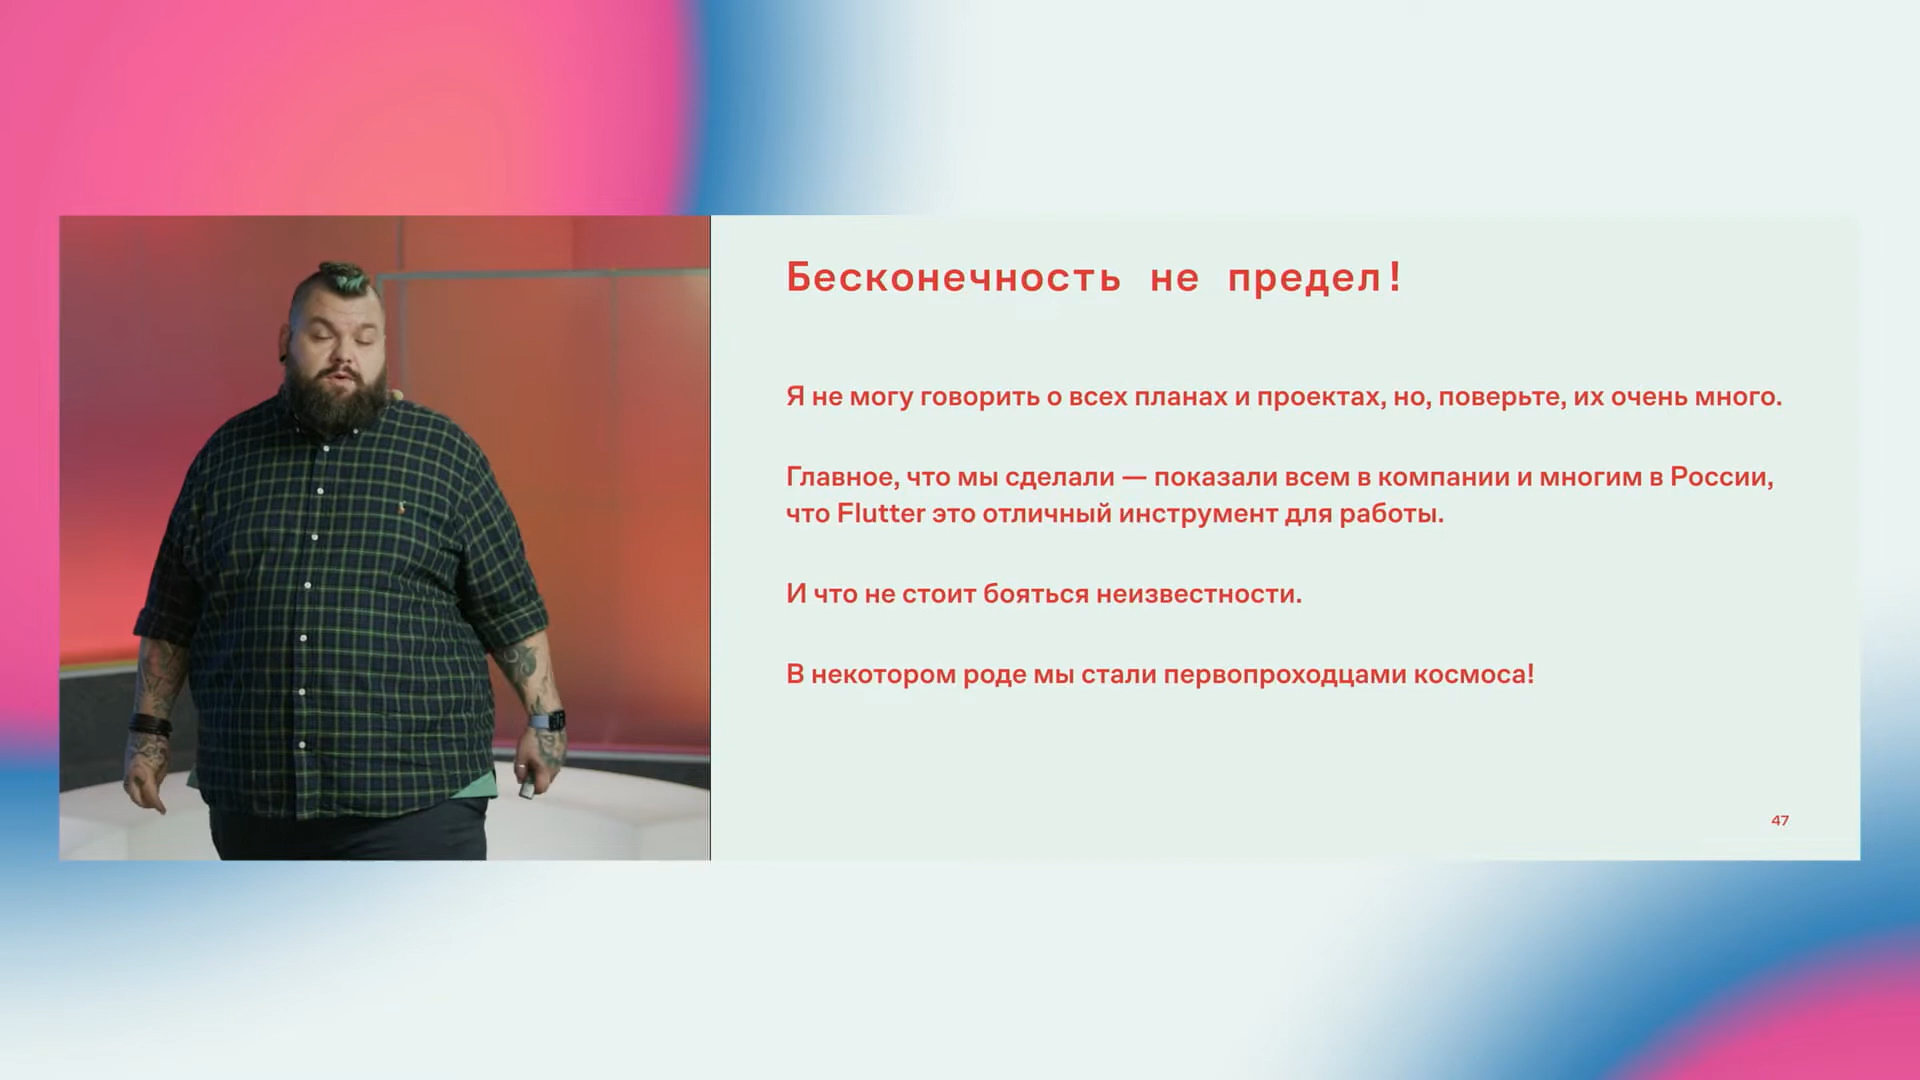 Бесконечность не предел!
Я не могу говорить о всех планах и проектах, но, поверьте, их очень много.
Главное, что мы сделали — показали всем в компании и многим в России,
что Flutter это отличный инструмент для работы.
И что не стоит бояться неизвестности.
В некотором роде мы стали первопроходцами космоса!
47